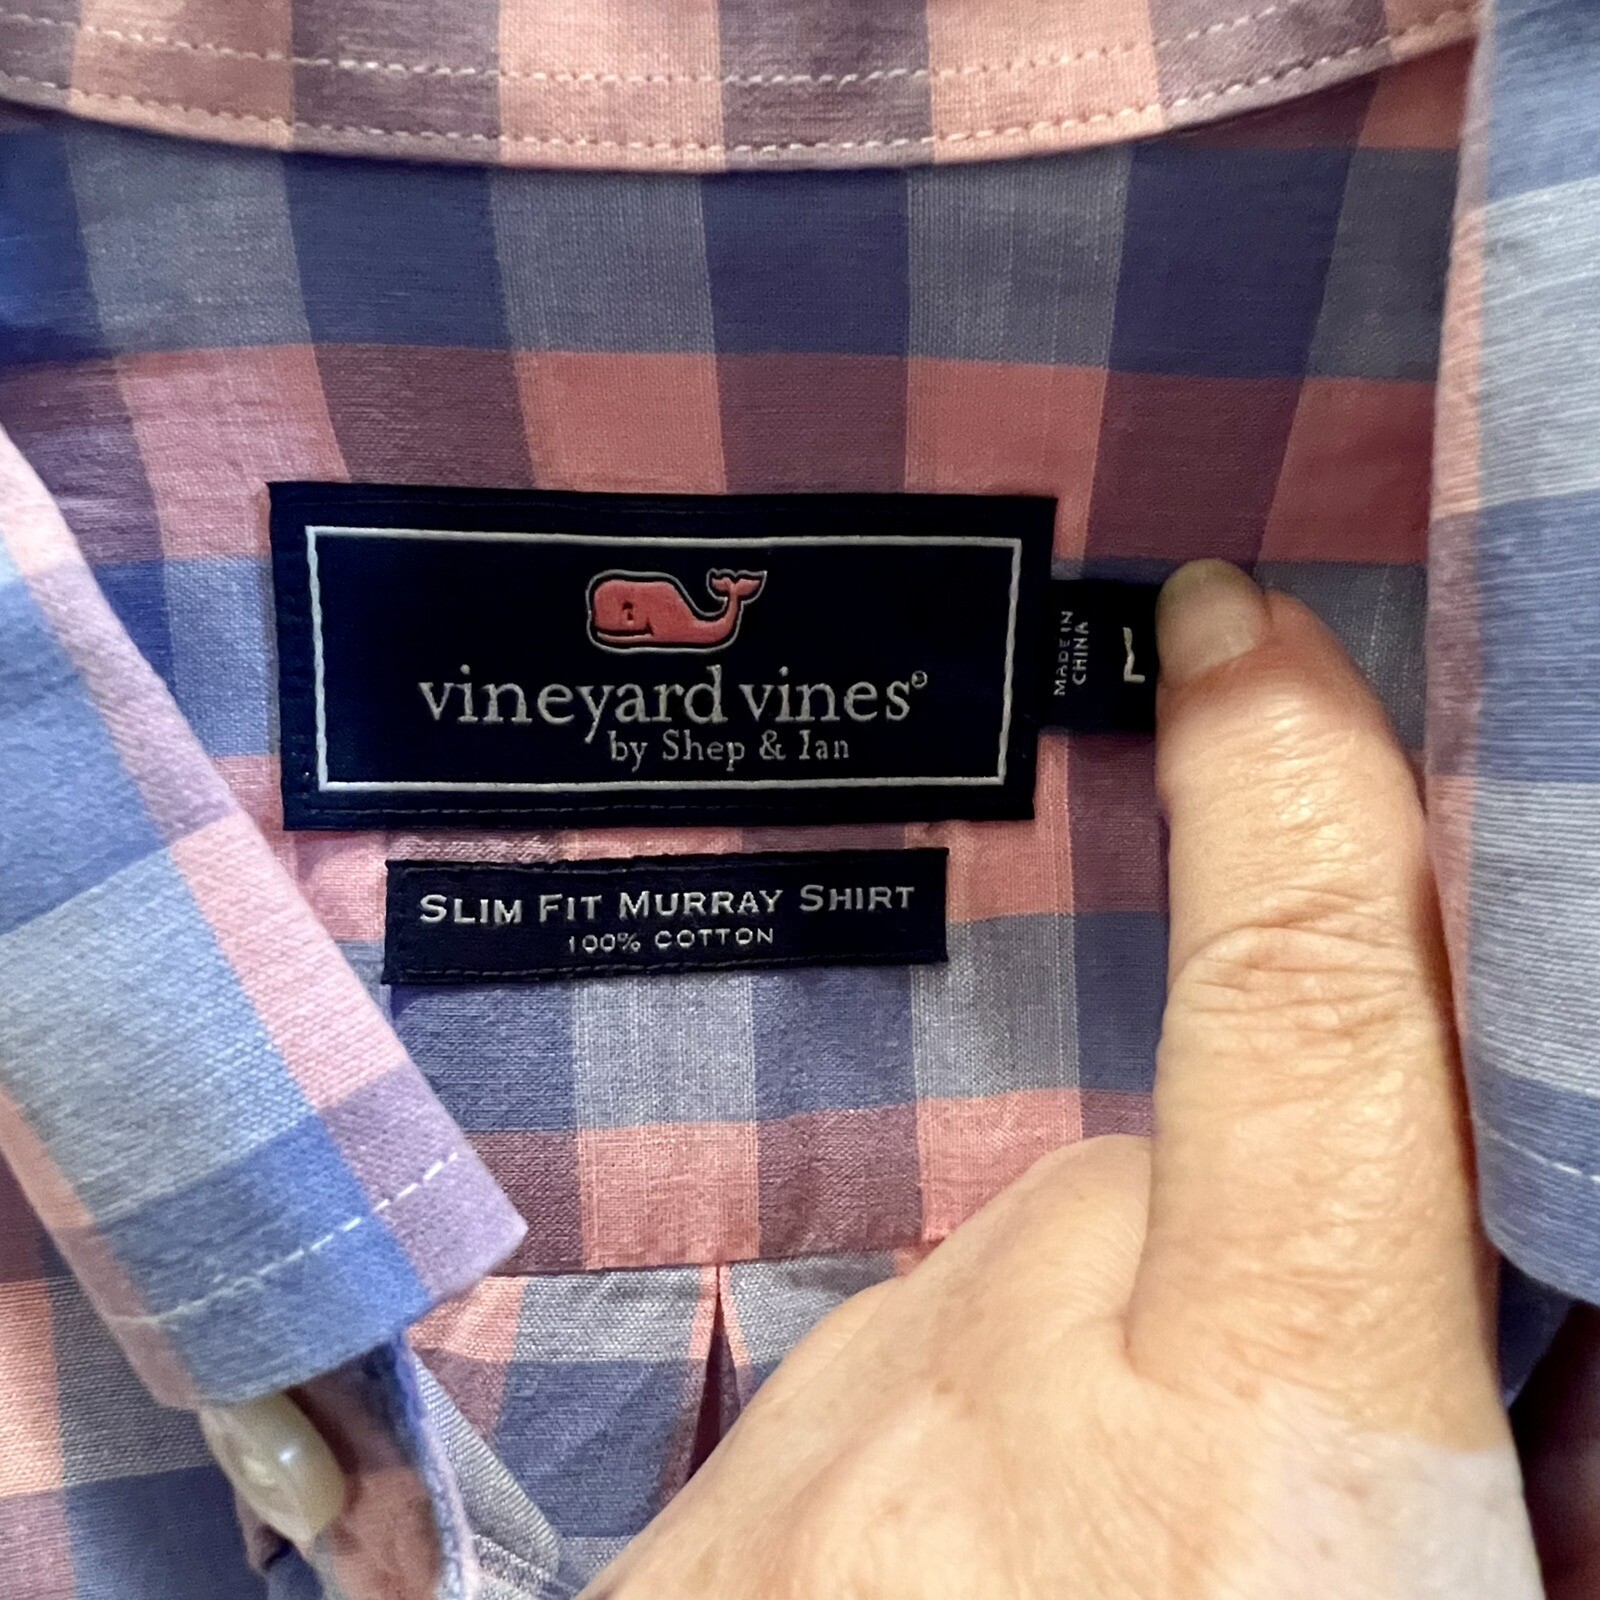 vineyard vines®
by Shep & Ian
MADE IN
CHINA
L
SLIM FIT MURRAY SHIRT
100% COTTON